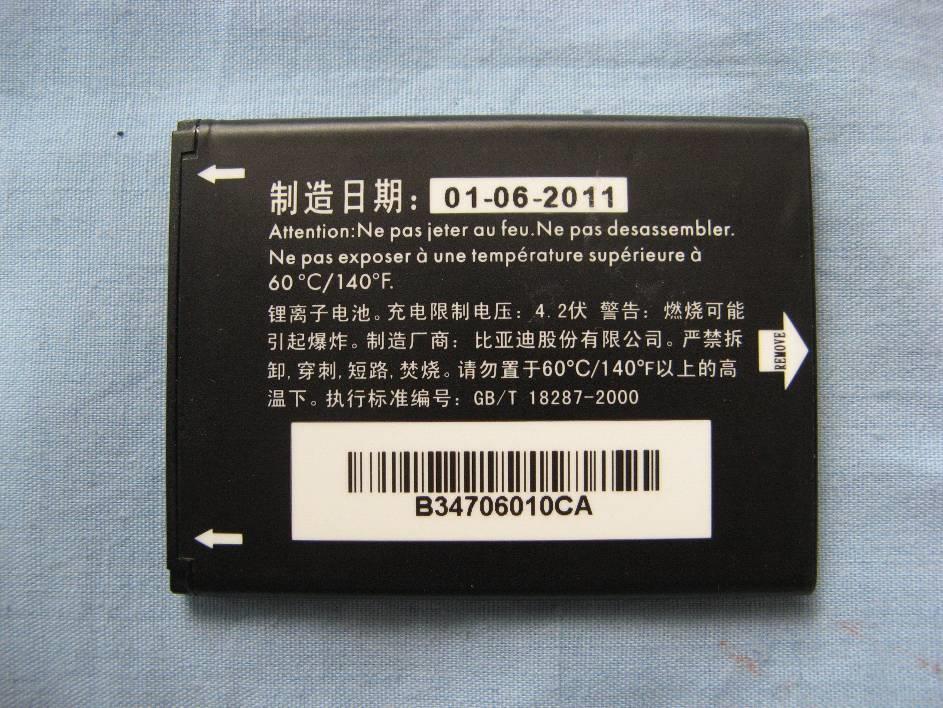 制造日期: 01-06-2011
Attention:Ne pas jeter au feu.Ne pas desassembler.
Ne pas exposer à une température supérieure à
60 °C/140°F.
锂离子电池。充电限制电压: 4.2伏 警告: 燃烧可能
引起爆炸。制造厂商: 比亚迪股份有限公司。严禁拆
卸,穿刺,短路,焚烧。请勿置于60°C/140°F以上的高
温下。执行标准编号: GB/T 18287-2000
REMOVE
B34706010CA